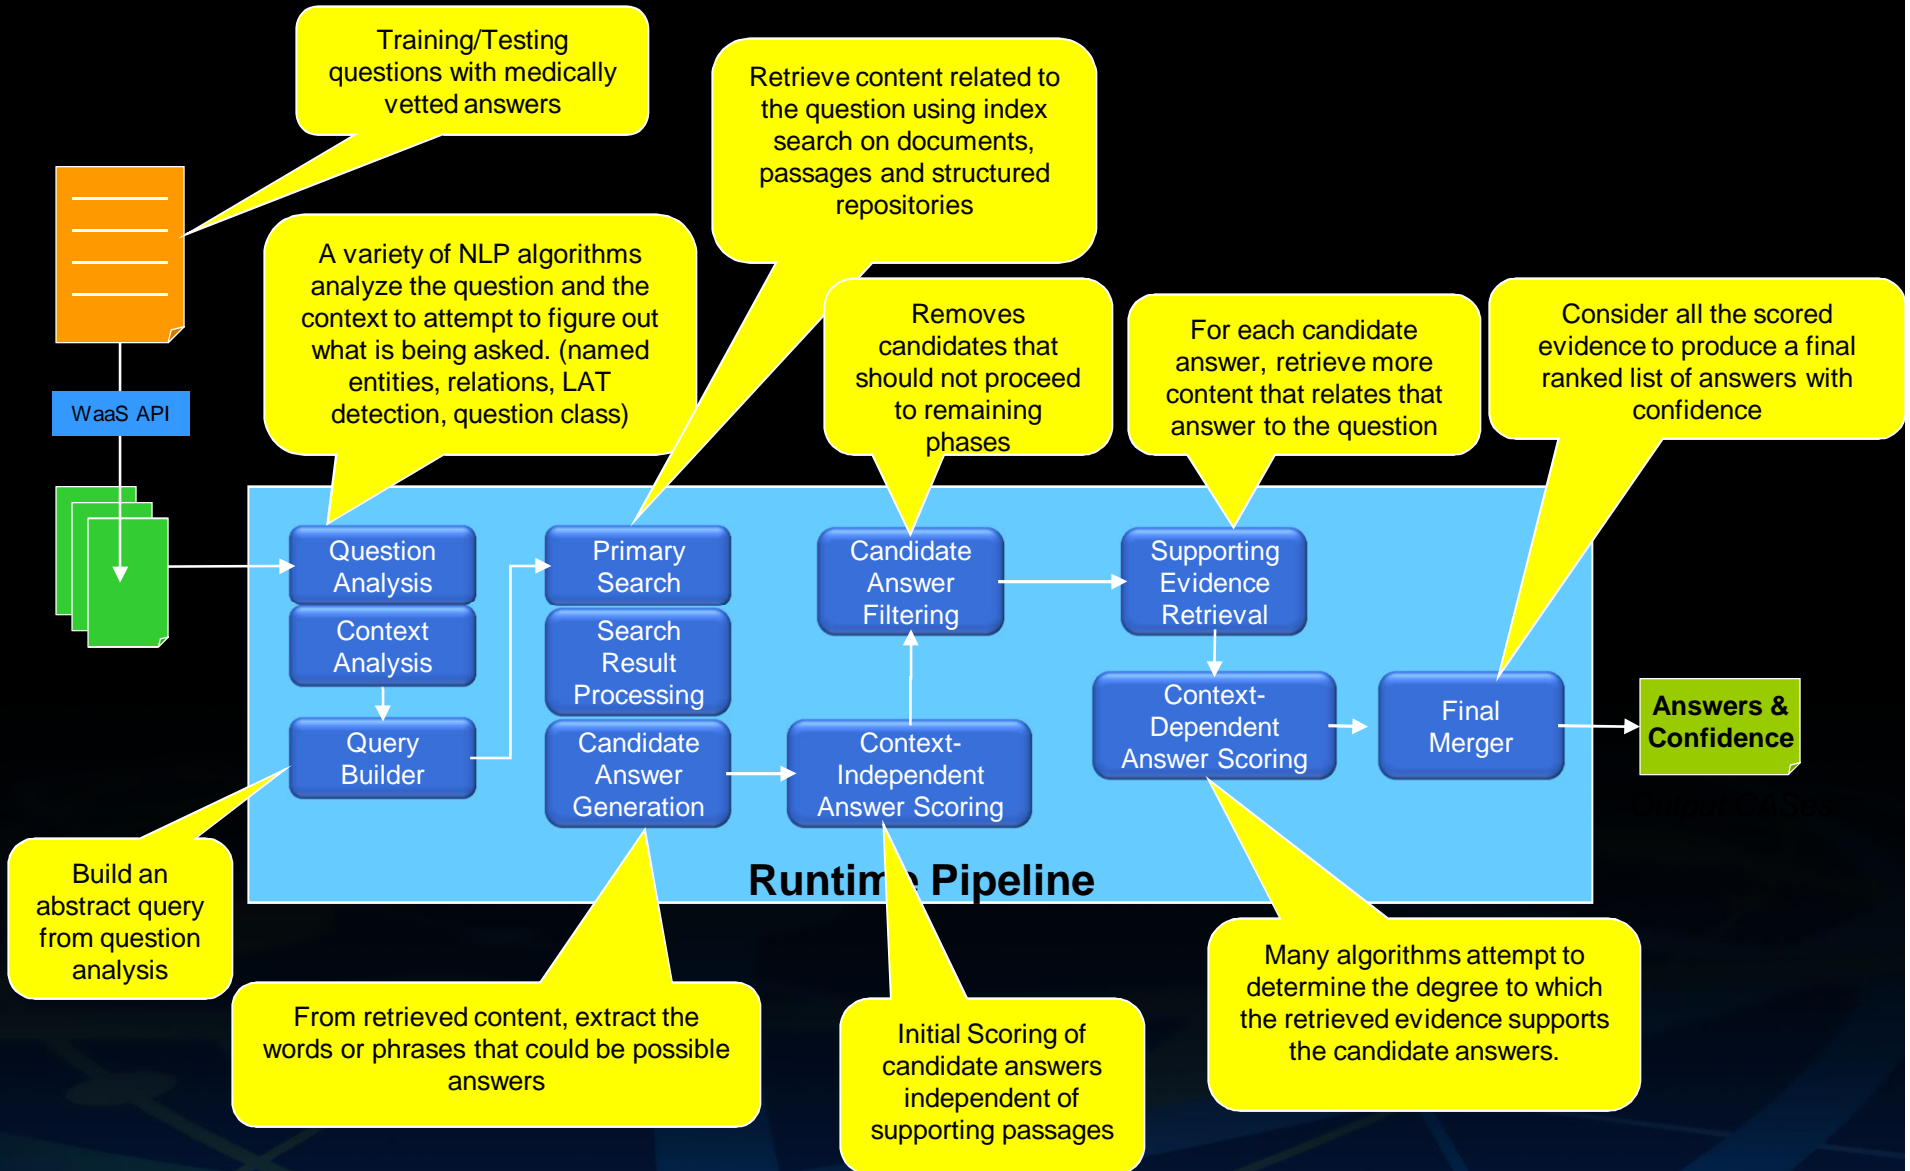 Training/Testing
questions with medically
vetted answers
Retrieve content related to
the question using index
search on documents,
passages and structured
repositories
A variety of NLP algorithms
analyze the question and the
context to attempt to figure out
what is being asked. (named
entities, relations, LAT
detection, question class)
Removes
candidates that
should not proceed
to remaining
phases
For each candidate
answer, retrieve more
content that relates that
answer to the question
Consider all the scored
evidence to produce a final
ranked list of answers with
confidence
WaaS API
Question
Analysis
Context
Analysis
Query
Builder
Primary
Search
Search
Result
Processing
Candidate
Answer
Generation
Context-
Independent
Answer Scoring
Candidate
Answer
Filtering
Supporting
Evidence
Retrieval
Context-
Dependent
Answer Scoring
Final
Merger
Answers &
Confidence
Output CASes
Runtime Pipeline
Build an
abstract query
from question
analysis
From retrieved content, extract the
words or phrases that could be possible
answers
Initial Scoring of
candidate answers
independent of
supporting passages
Many algorithms attempt to
determine the degree to which
the retrieved evidence supports
the candidate answers.